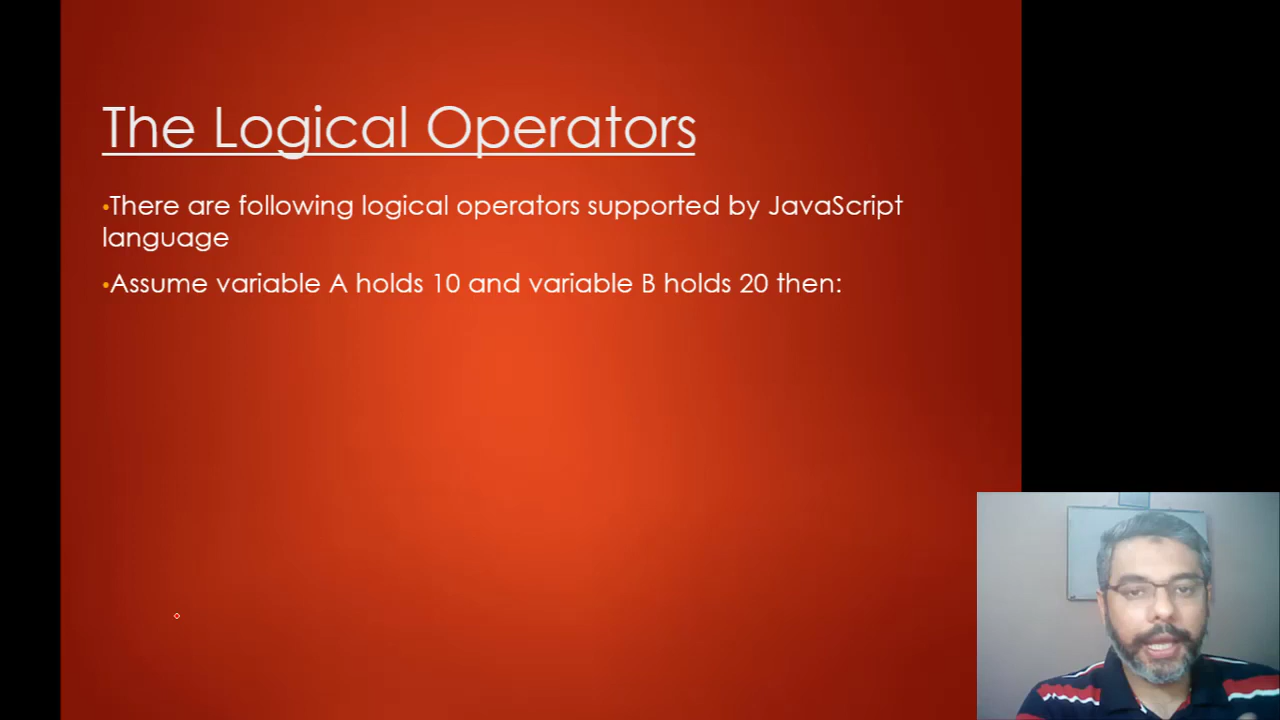 The Logical Operators
•There are following logical operators supported by JavaScript
language
•Assume variable A holds 10 and variable B holds 20 then: